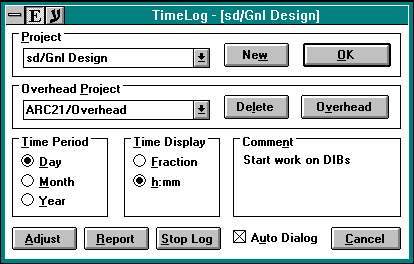 E y TimeLog - [sd/Gnl Design]
Project
sd/Gnl Design New OK
Overhead Project
ARC21/Overhead Delete Overhead
Time Period Time Display Comment
Day Fraction Start work on DIBs
Month h:mm
Year
Adjust Report Stop Log Auto Dialog Cancel